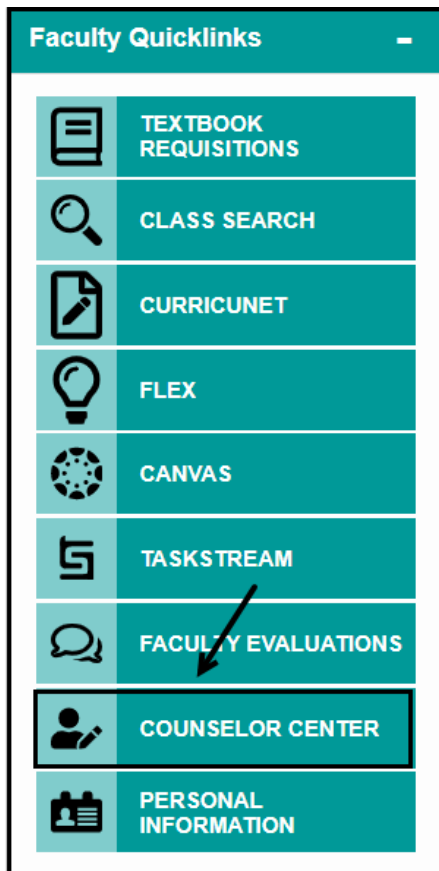 Faculty Quicklinks -
TEXTBOOK
REQUISITIONS
CLASS SEARCH
CURRICUNET
FLEX
CANVAS
TASKSTREAM
FACULTY EVALUATIONS
COUNSELOR CENTER
PERSONAL
INFORMATION